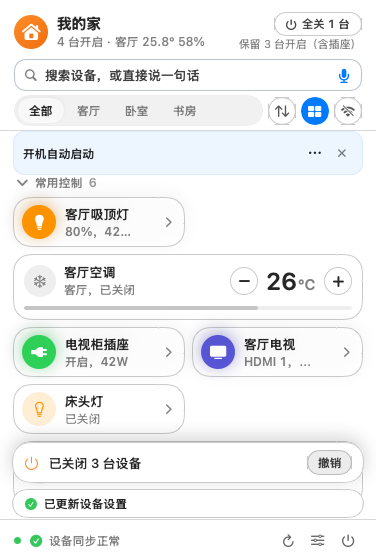 我的家
全关 1 台
4 台开启 · 客厅 25.8° 58%
保留 3 台开启（含插座）
搜索设备，或直接说一句话
全部 客厅 卧室 书房
开机自动启动
常用控制 6
客厅吸顶灯
80%，42...
客厅空调
客厅，已关闭
26°C
电视柜插座
开启，42W
客厅电视
HDMI 1，...
床头灯
已关闭
已关闭 3 台设备
撤销
已更新设备设置
设备同步正常